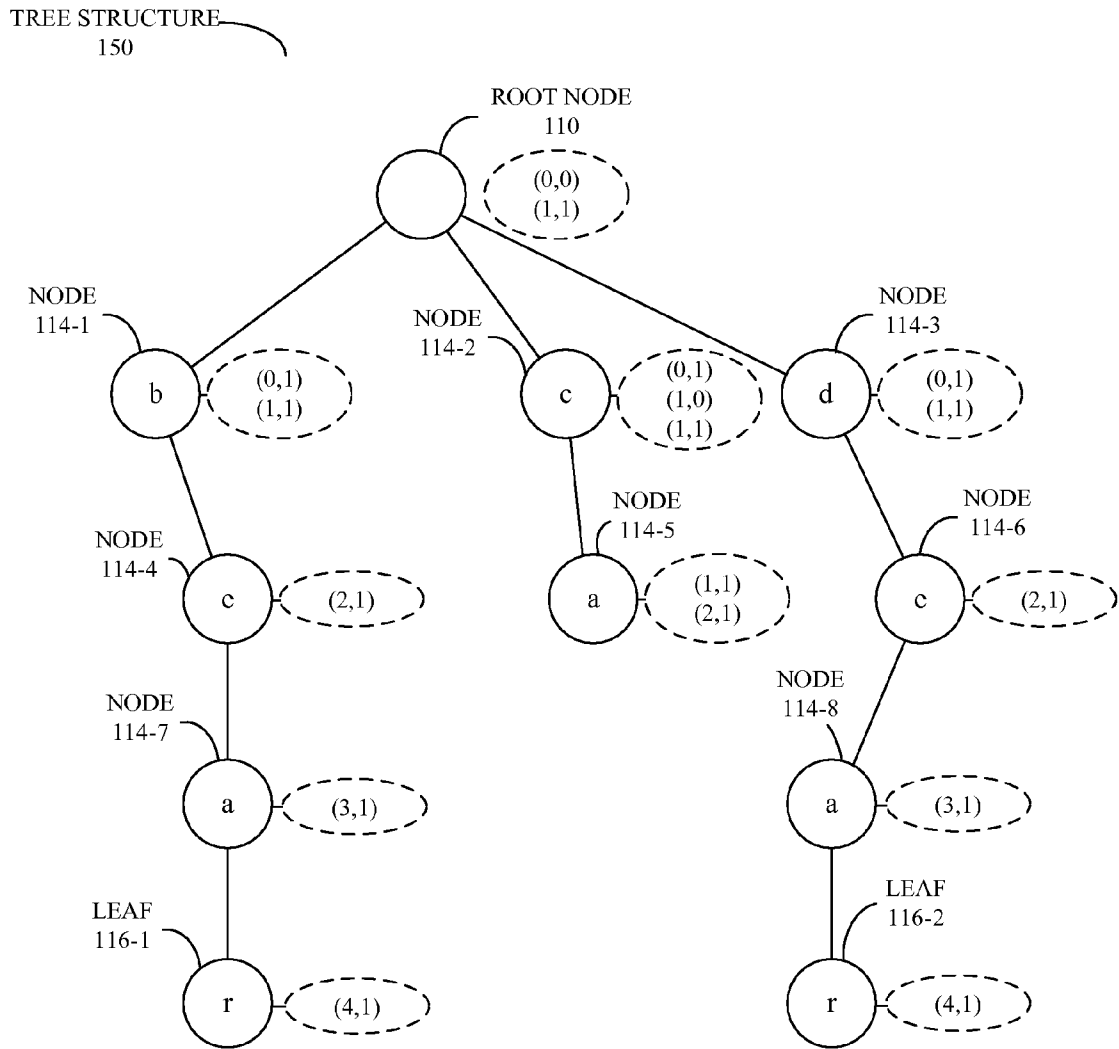 TREE STRUCTURE
150
ROOT NODE
110
(0,0)
(1,1)
NODE
114-1
b
(0,1)
(1,1)
NODE
114-2
c
(0,1)
(1,0)
(1,1)
NODE
114-3
d
(0,1)
(1,1)
NODE
114-4
c
(2,1)
NODE
114-5
a
(1,1)
(2,1)
NODE
114-6
c
(2,1)
NODE
114-7
a
(3,1)
NODE
114-8
a
(3,1)
LEAF
116-1
r
(4,1)
LEAF
116-2
r
(4,1)